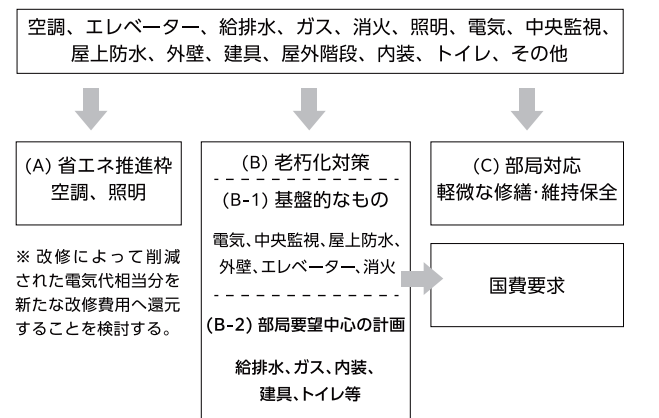 空調、エレベーター、給排水、ガス、消火、照明、電気、中央監視、
屋上防水、外壁、建具、屋外階段、内装、トイレ、その他
(A) 省エネ推進枠
空調、照明
※ 改修によって削減
された電気代相当分を
新たな改修費用へ還元
することを検討する。
(B) 老朽化対策
(B-1) 基盤的なもの
電気、中央監視、屋上防水、
外壁、エレベーター、消火
(B-2) 部局要望中心の計画
給排水、ガス、内装、
建具、トイレ等
(C) 部局対応
軽微な修繕・維持保全
国費要求